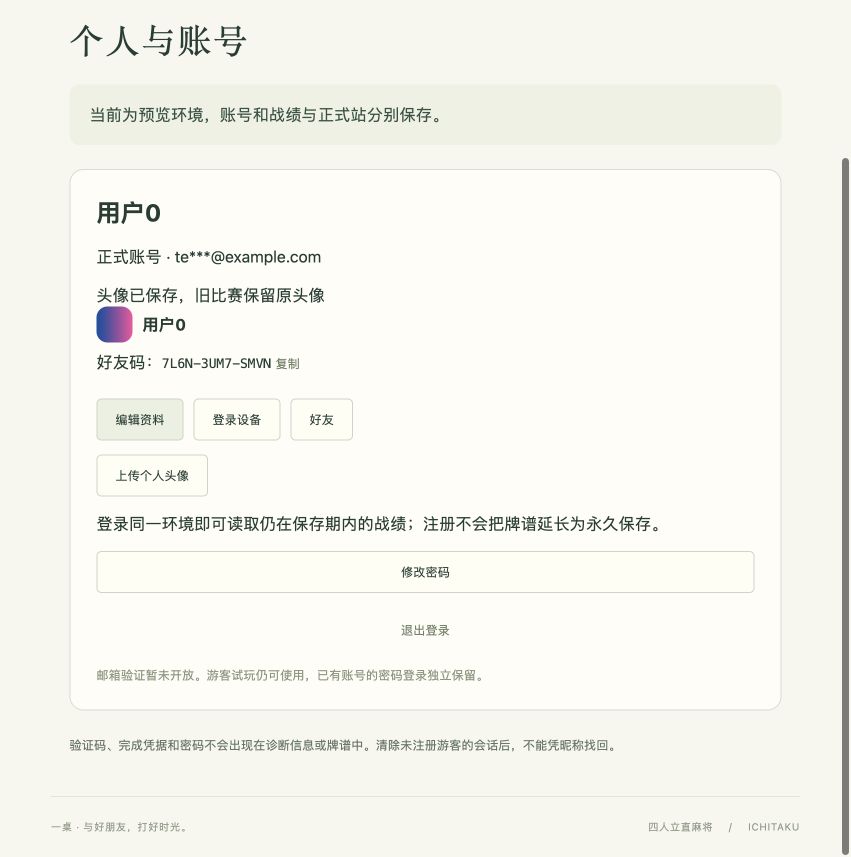 个人与账号
当前为预览环境，账号和战绩与正式站分别保存。
用户0
正式账号 · te***@example.com
头像已保存，旧比赛保留原头像
用户0
好友码： 7L6N-3UM7-SMVN 复制
编辑资料 登录设备 好友
上传个人头像
登录同一环境即可读取仍在保存期内的战绩；注册不会把牌谱延长为永久保存。
修改密码
退出登录
邮箱验证暂未开放。游客试玩仍可使用，已有账号的密码登录独立保留。
验证码、完成凭据和密码不会出现在诊断信息或牌谱中。清除未注册游客的会话后，不能凭昵称找回。
一桌 · 与好朋友，打好时光。 四人立直麻将 / ICHITAKU